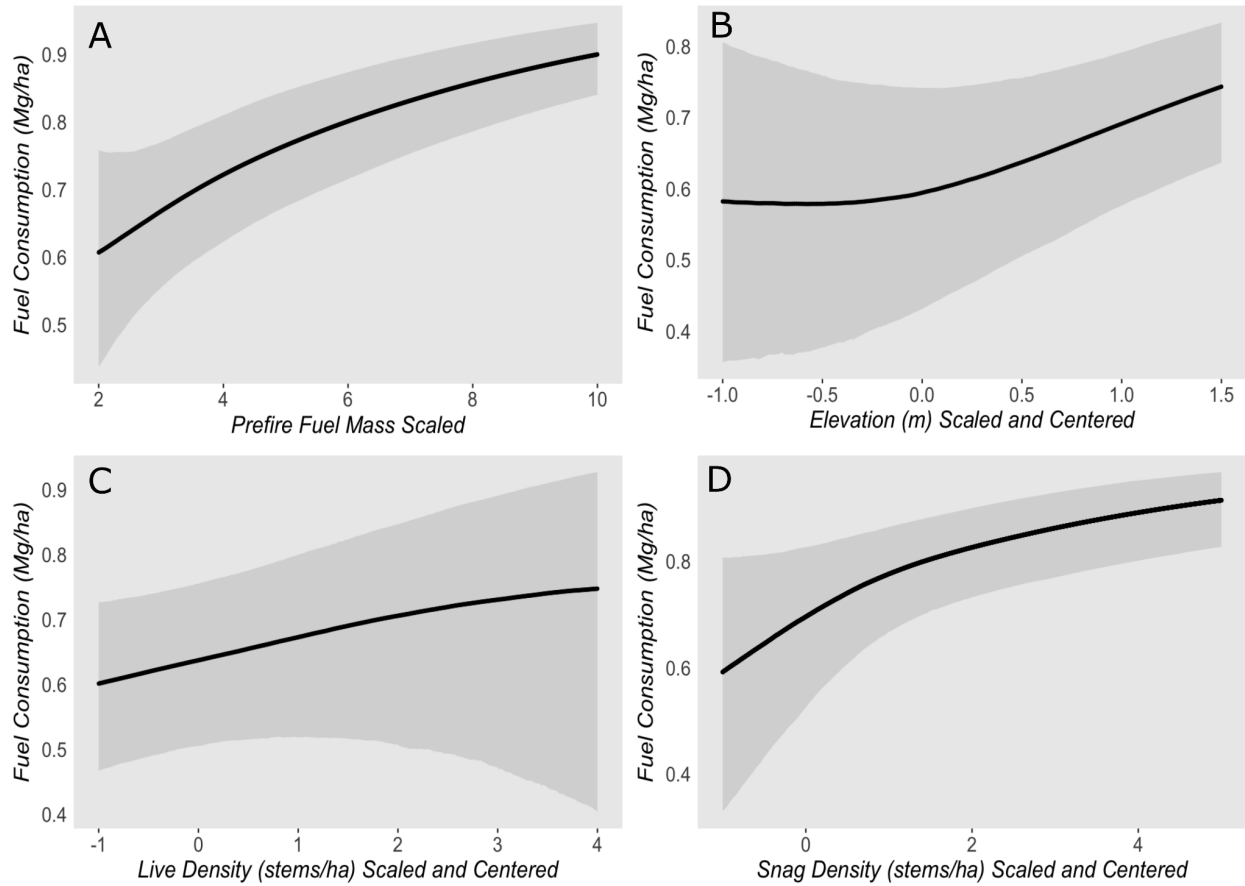 A
Fuel Consumption (Mg/ha)
0.9
0.8
0.7
0.6
0.5
2 4 6 8 10
Prefire Fuel Mass Scaled
B
Fuel Consumption (Mg/ha)
0.8
0.7
0.6
0.5
0.4
-1.0 -0.5 0.0 0.5 1.0 1.5
Elevation (m) Scaled and Centered
C
Fuel Consumption (Mg/ha)
0.9
0.8
0.7
0.6
0.5
0.4
-1 0 1 2 3 4
Live Density (stems/ha) Scaled and Centered
D
Fuel Consumption (Mg/ha)
0.8
0.6
0.4
0 2 4
Snag Density (stems/ha) Scaled and Centered